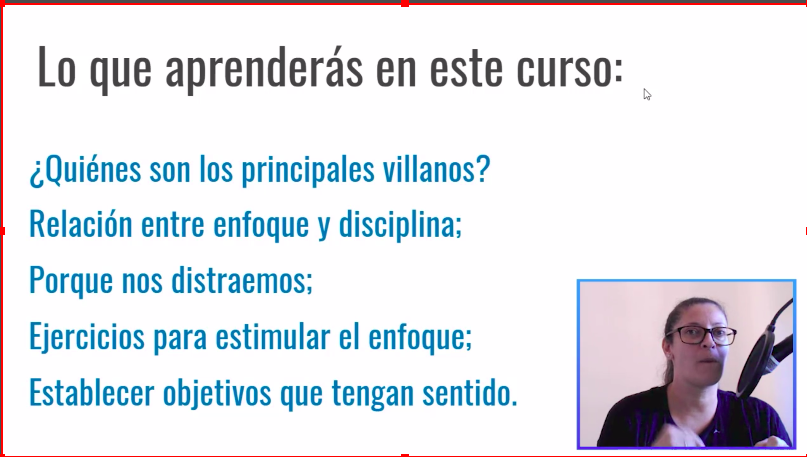 Lo que aprenderás en este curso:
¿Quiénes son los principales villanos?
Relación entre enfoque y disciplina;
Porque nos distraemos;
Ejercicios para estimular el enfoque;
Establecer objetivos que tengan sentido.